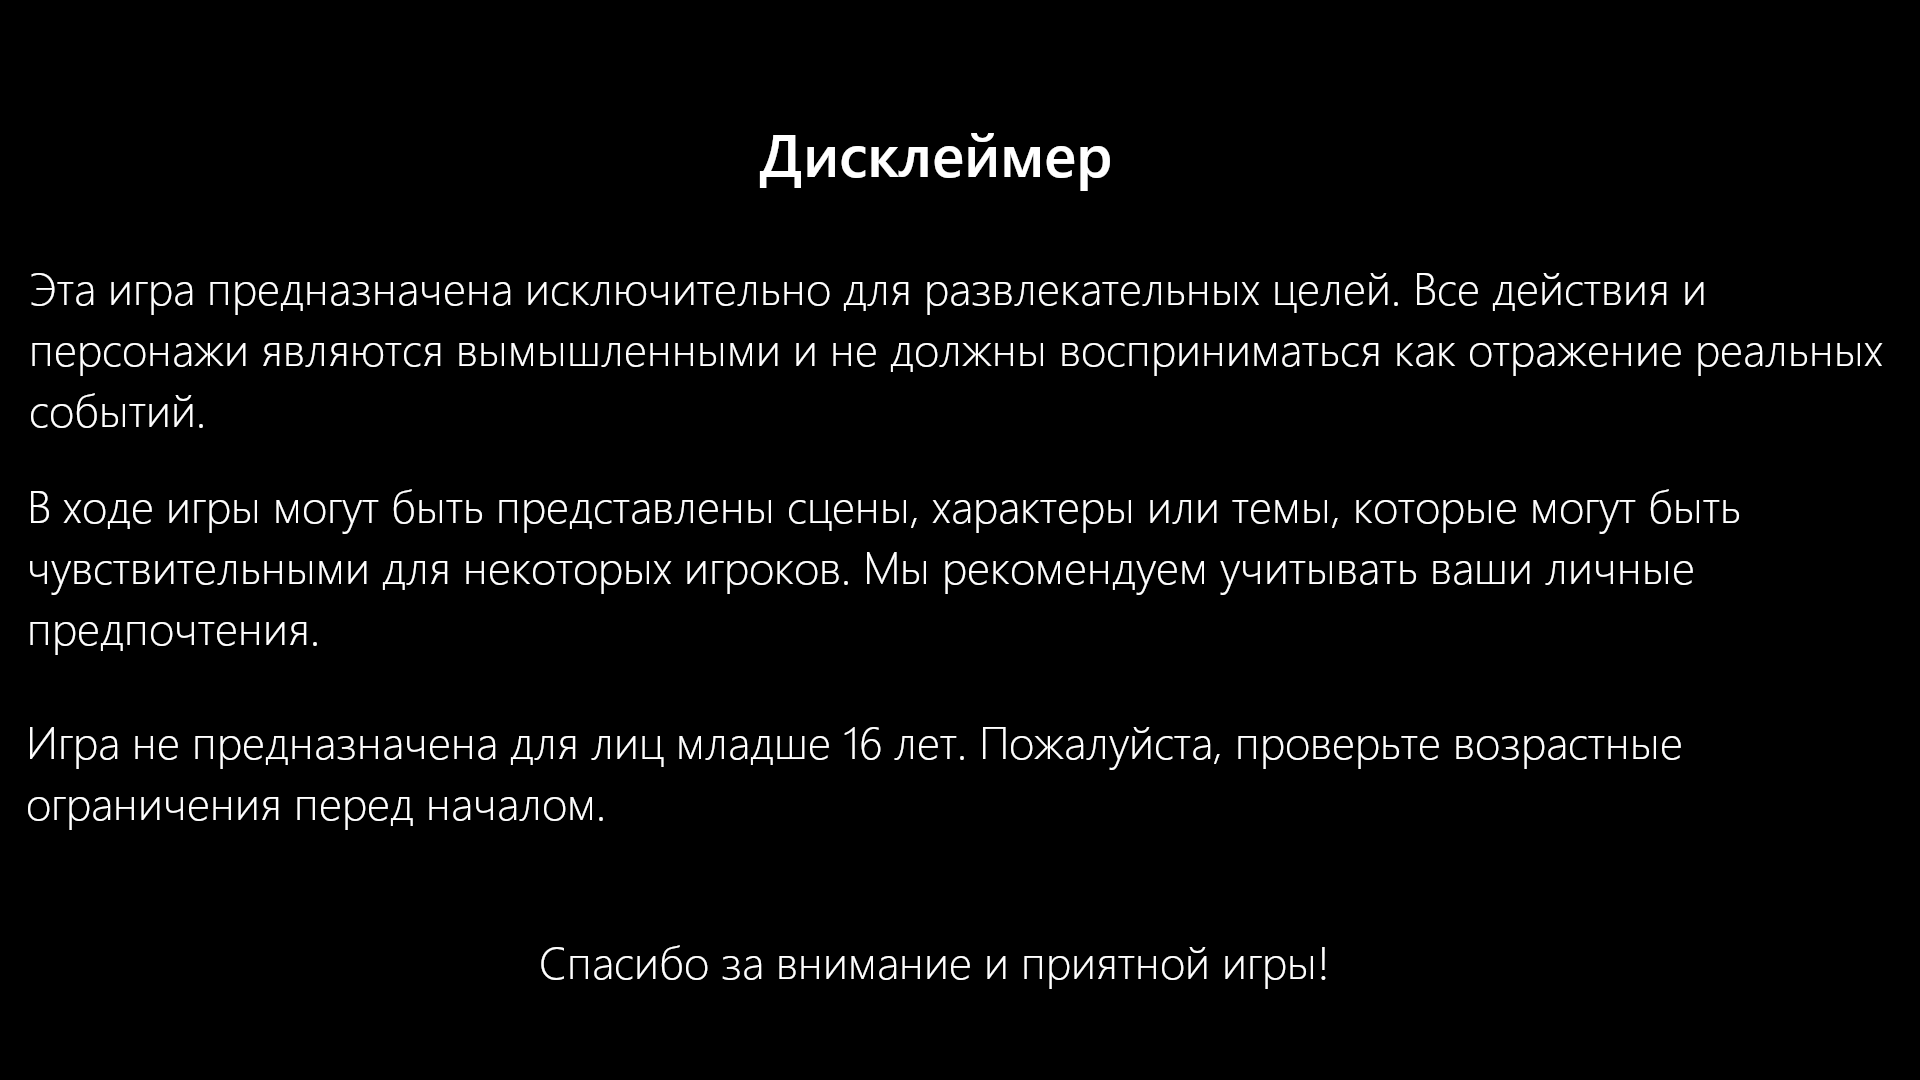 Дисклеймер
Эта игра предназначена исключительно для развлекательных целей. Все действия и
персонажи являются вымышленными и не должны восприниматься как отражение реальных
событий.
В ходе игры могут быть представлены сцены, характеры или темы, которые могут быть
чувствительными для некоторых игроков. Мы рекомендуем учитывать ваши личные
предпочтения.
Игра не предназначена для лиц младше 16 лет. Пожалуйста, проверьте возрастные
ограничения перед началом.
Спасибо за внимание и приятной игры!